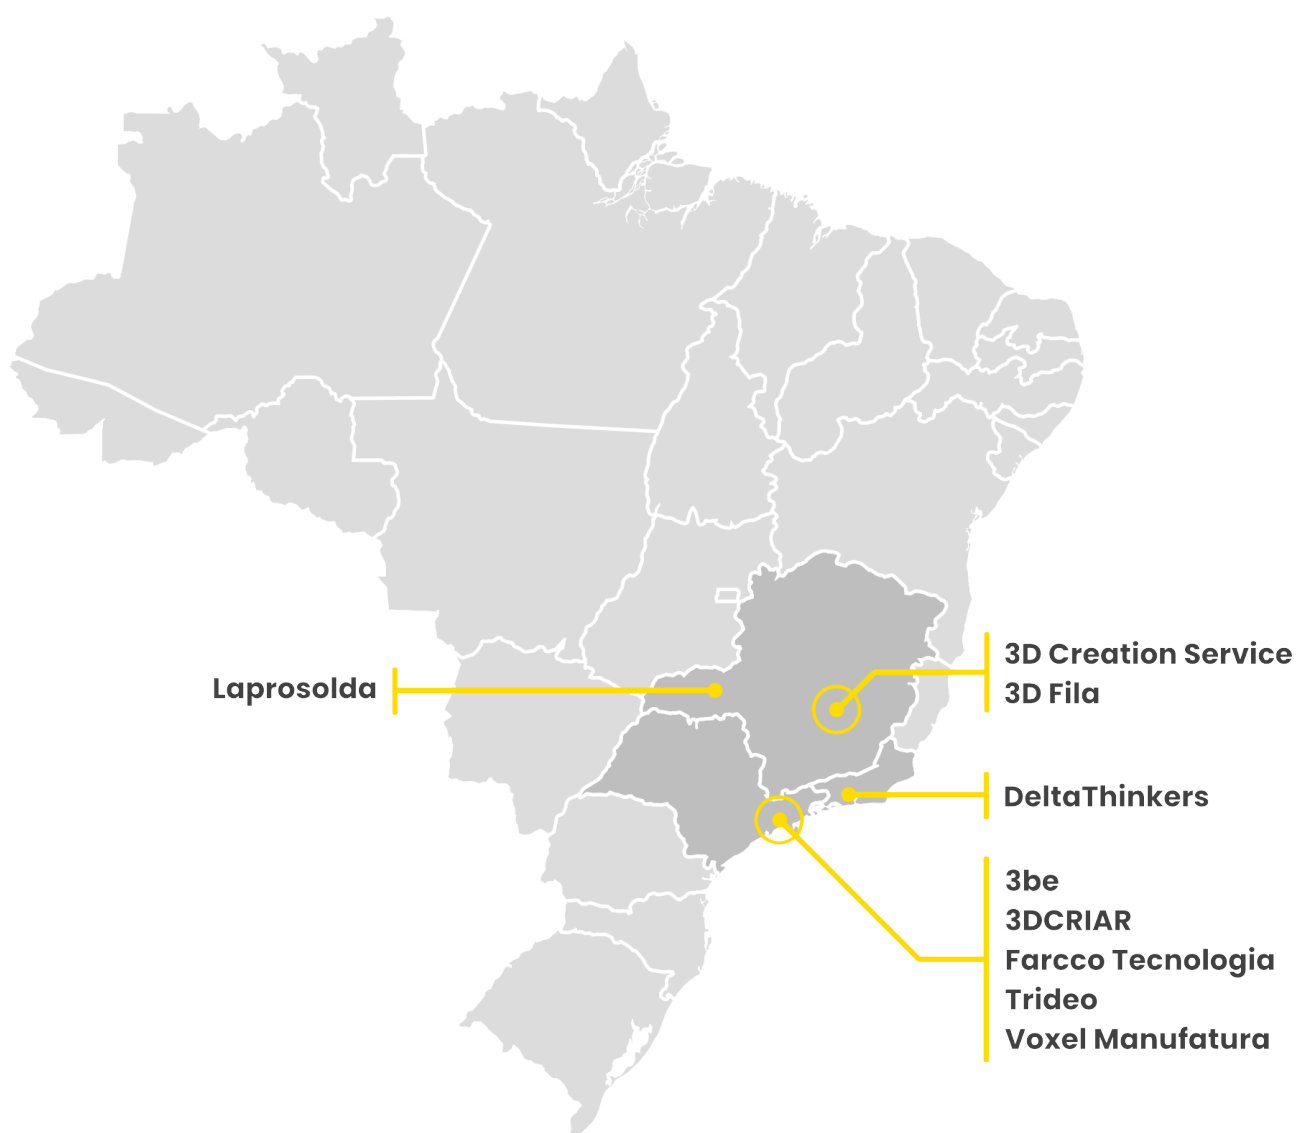 3D Creation Service
3D Fila
Laprosolda
DeltaThinkers
3be
3DCRIAR
Farcco Tecnologia
Trideo
Voxel Manufatura